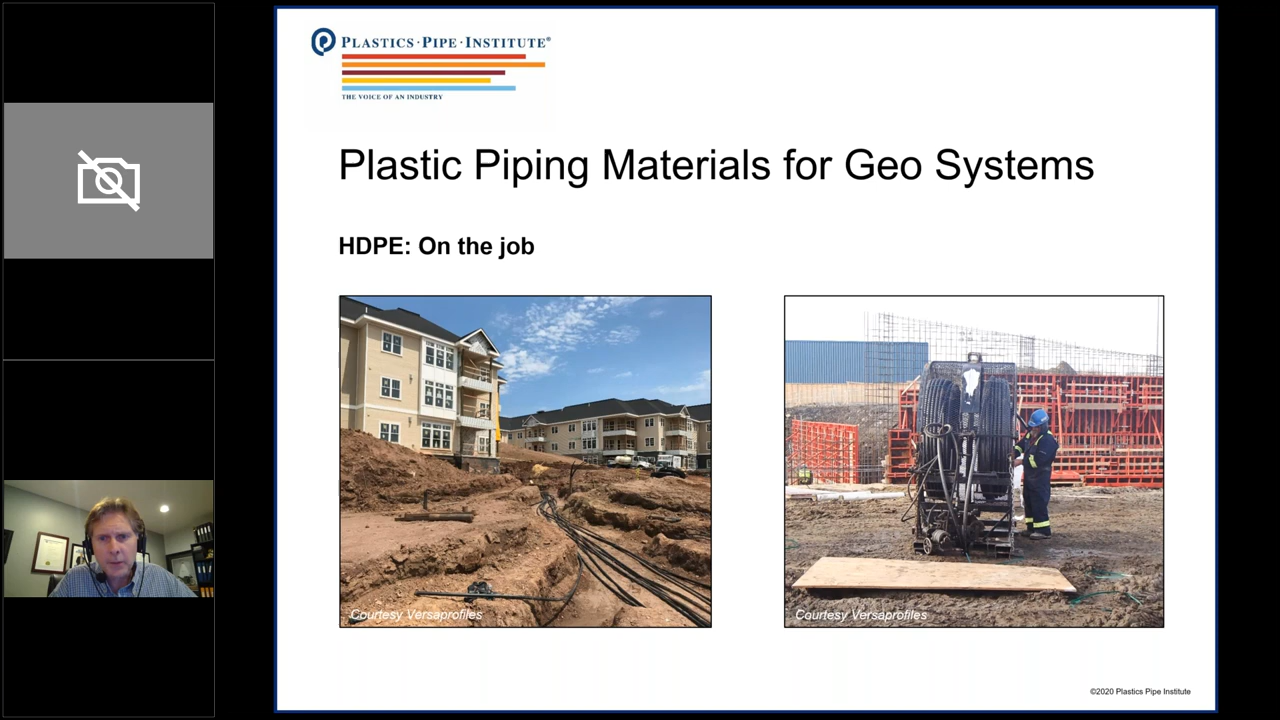 PLASTICS·PIPE·INSTITUTE®
THE VOICE OF AN INDUSTRY
Plastic Piping Materials for Geo Systems
HDPE: On the job
Courtesy Versaprofiles
Courtesy Versaprofiles
©2020 Plastics Pipe Institute